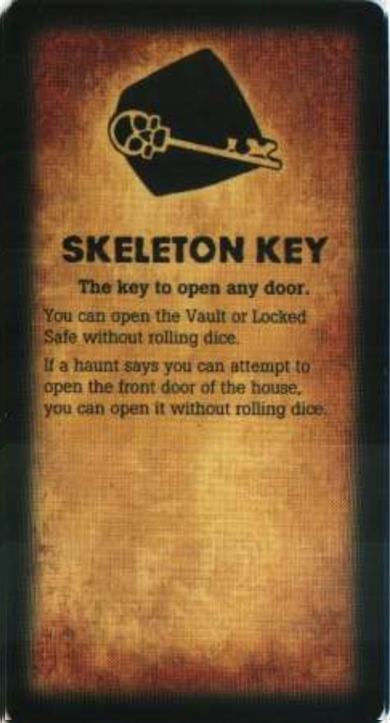 SKELETON KEY
The key to open any door.
You can open the Vault or Locked
Safe without rolling dice.
If a haunt says you can attempt to
open the front door of the house,
you can open it without rolling dice.